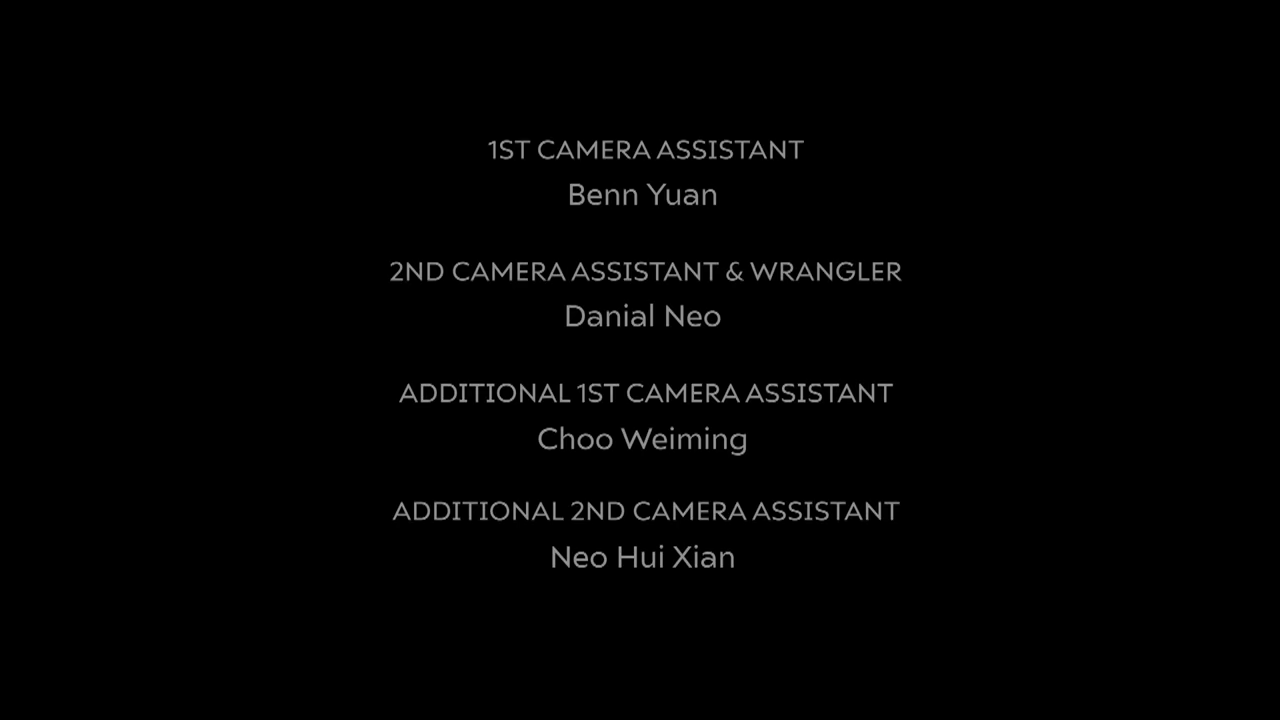 1ST CAMERA ASSISTANT
Benn Yuan
2ND CAMERA ASSISTANT & WRANGLER
Danial Neo
ADDITIONAL 1ST CAMERA ASSISTANT
Choo Weiming
ADDITIONAL 2ND CAMERA ASSISTANT
Neo Hui Xian